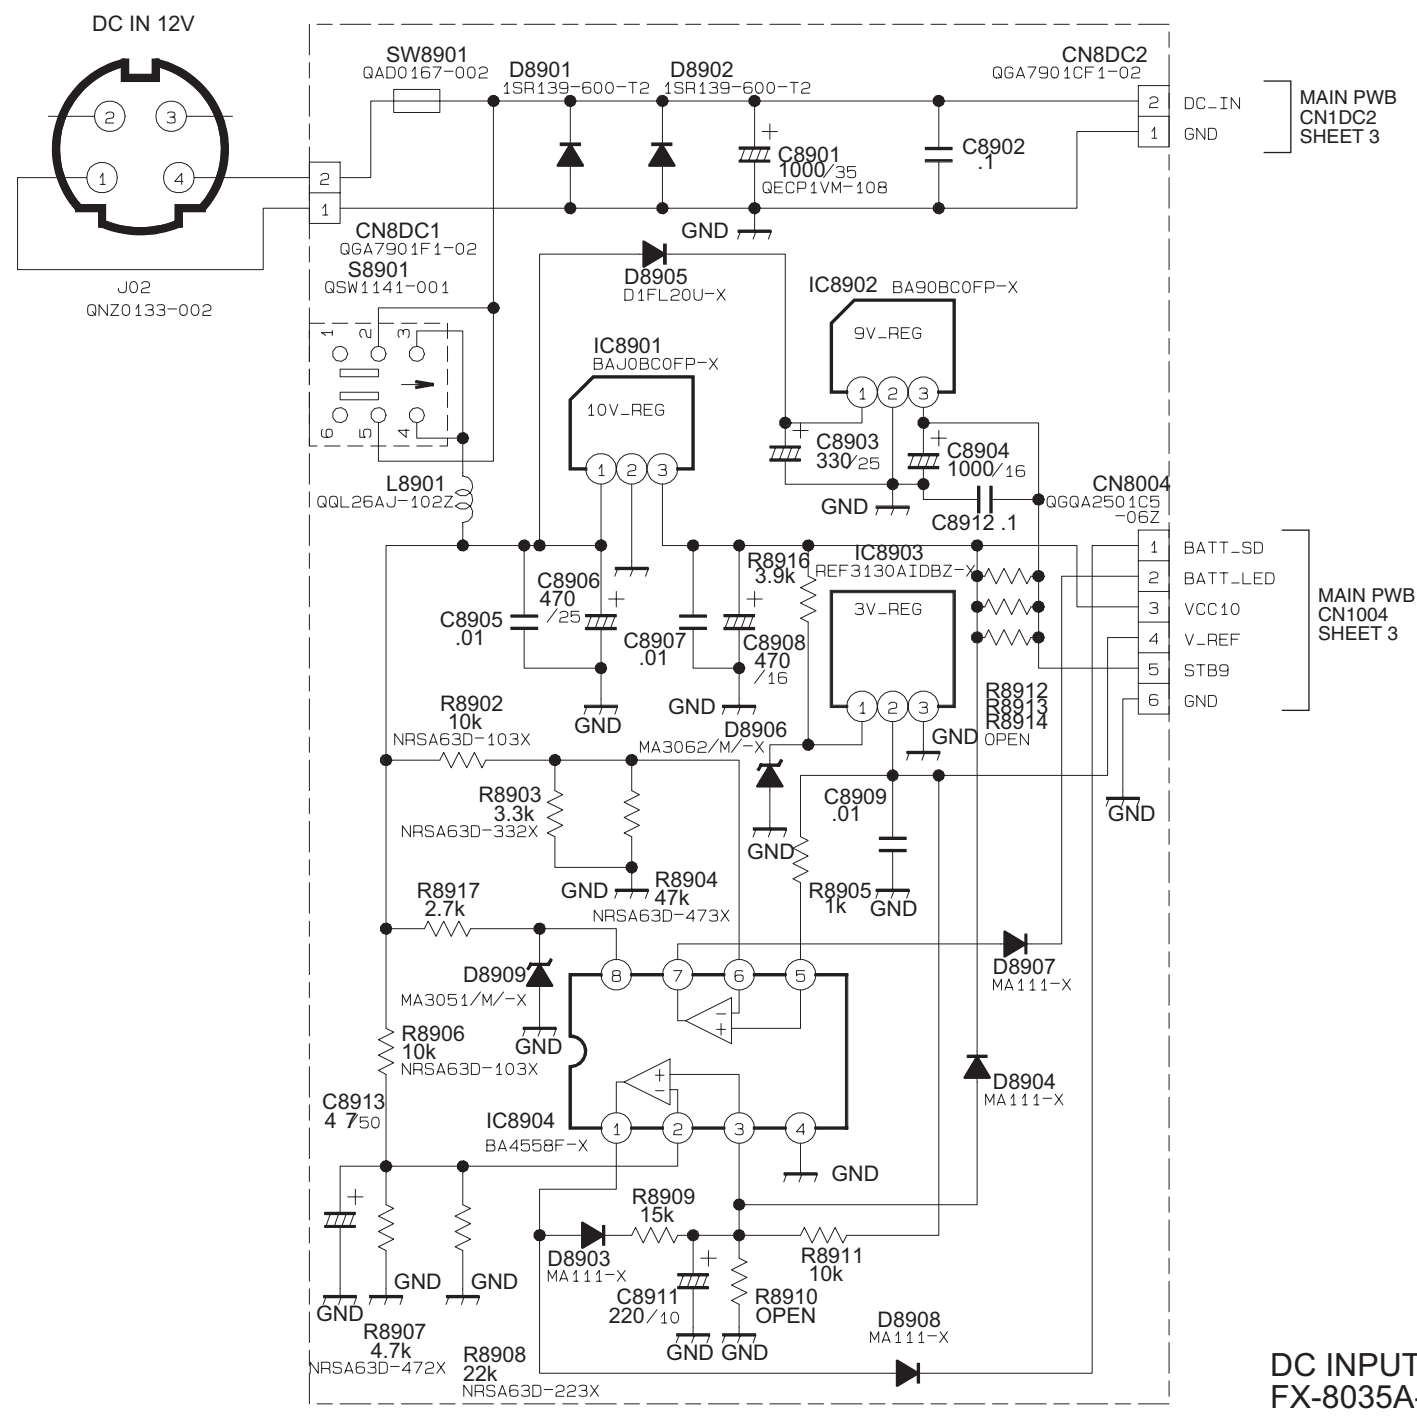 DC IN 12V
2
3
1
4
J02
QNZ0133-002
SW8901
QAD0167-002
D8901
1SR139-600-T2
D8902
1SR139-600-T2
CN8DC2
QGA7901CF1-02
2
DC_IN
1
GND
MAIN PWB
CN1DC2
SHEET 3
+
C8901
1000/35
QECP1VM-108
C8902
.1
2
1
CN8DC1
QGA7901F1-02
GND
S8901
QSW1141-001
D8905
D1FL20U-X
IC8902
BA90BC0FP-X
9V_REG
1
2
3
1
2
3
6
5
4
IC8901
BAJ0BC0FP-X
10V_REG
1
2
3
+
C8903
330/25
+
C8904
1000/16
GND
C8912 .1
L8901
QQL26AJ-102Z
CN8004
QGQA2501C5
-06Z
1
BATT_SD
2
BATT_LED
3
VCC10
4
V_REF
5
STB9
6
GND
MAIN PWB
CN1004
SHEET 3
C8905
.01
C8906
470
/25
+
C8907
.01
+
C8908
470
/16
R8916
3.9k
IC8903
REF3130AIDBZ-X
3V_REG
1
2
3
R8912
R8913
R8914
OPEN
GND
GND
GND
GND
R8902
10k
NRSA63D-103X
D8906
MA3062/M/-X
R8903
3.3k
NRSA63D-332X
GND
R8904
47k
NRSA63D-473X
GND
C8909
.01
R8905
1k
GND
R8917
2.7k
D8909
MA3051/M/-X
GND
8
7
6
5
-
+
D8907
MA111-X
R8906
10k
NRSA63D-103X
+
-
IC8904
BA4558F-X
1
2
3
4
D8904
MA111-X
C8913
4 7/50
+
GND
GND
GND
GND
R8907
4.7k
NRSA63D-472X
R8908
22k
NRSA63D-223X
R8909
15k
D8903
MA111-X
+
C8911
220/10
R8910
OPEN
R8911
10k
GND
GND
D8908
MA111-X
DC INPUT
FX-8035A-